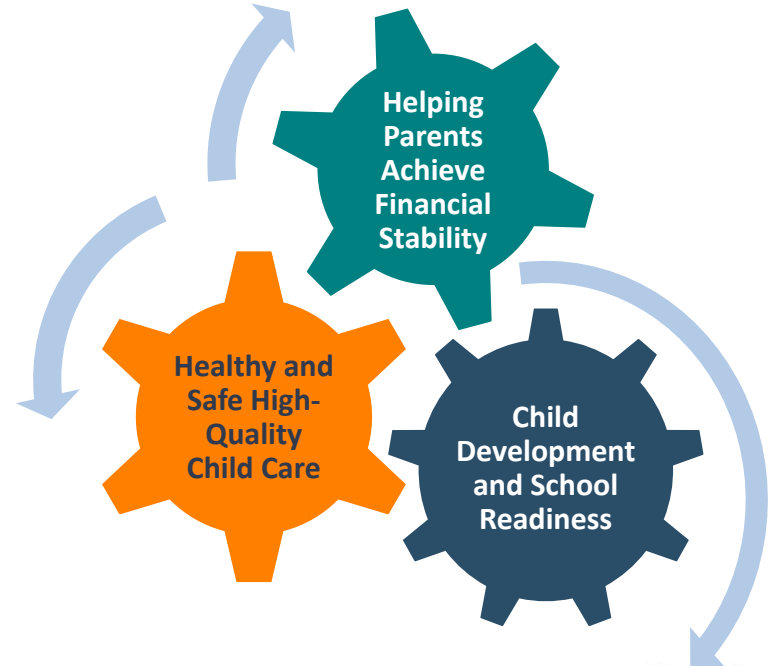 Helping
Parents
Achieve
Financial
Stability
Healthy and
Safe High-
Quality
Child Care
Child
Development
and School
Readiness